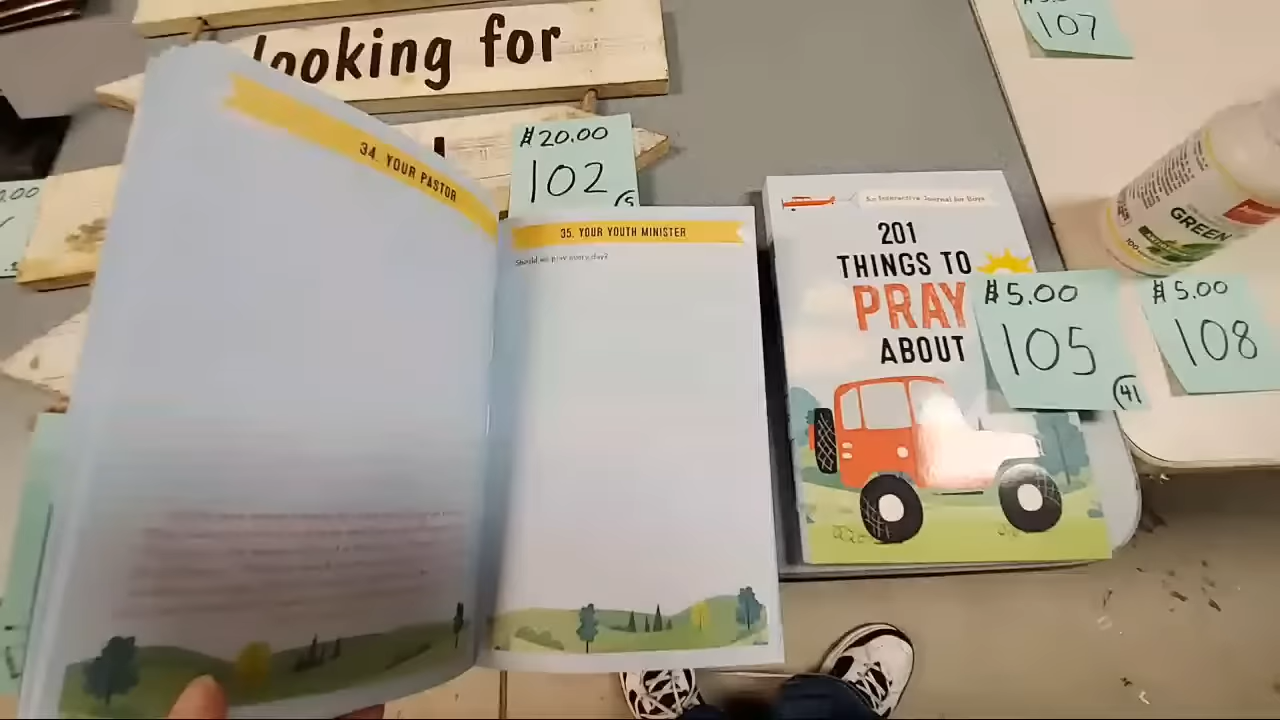 looking for
$20.00
102
34. YOUR PASTOR
35. YOUR YOUTH MINISTER
Should we pray every day?
An Interactive Journal for Boys
201
THINGS TO
PRAY
ABOUT
$5.00
105
41
$5.00
108
107
GREEN